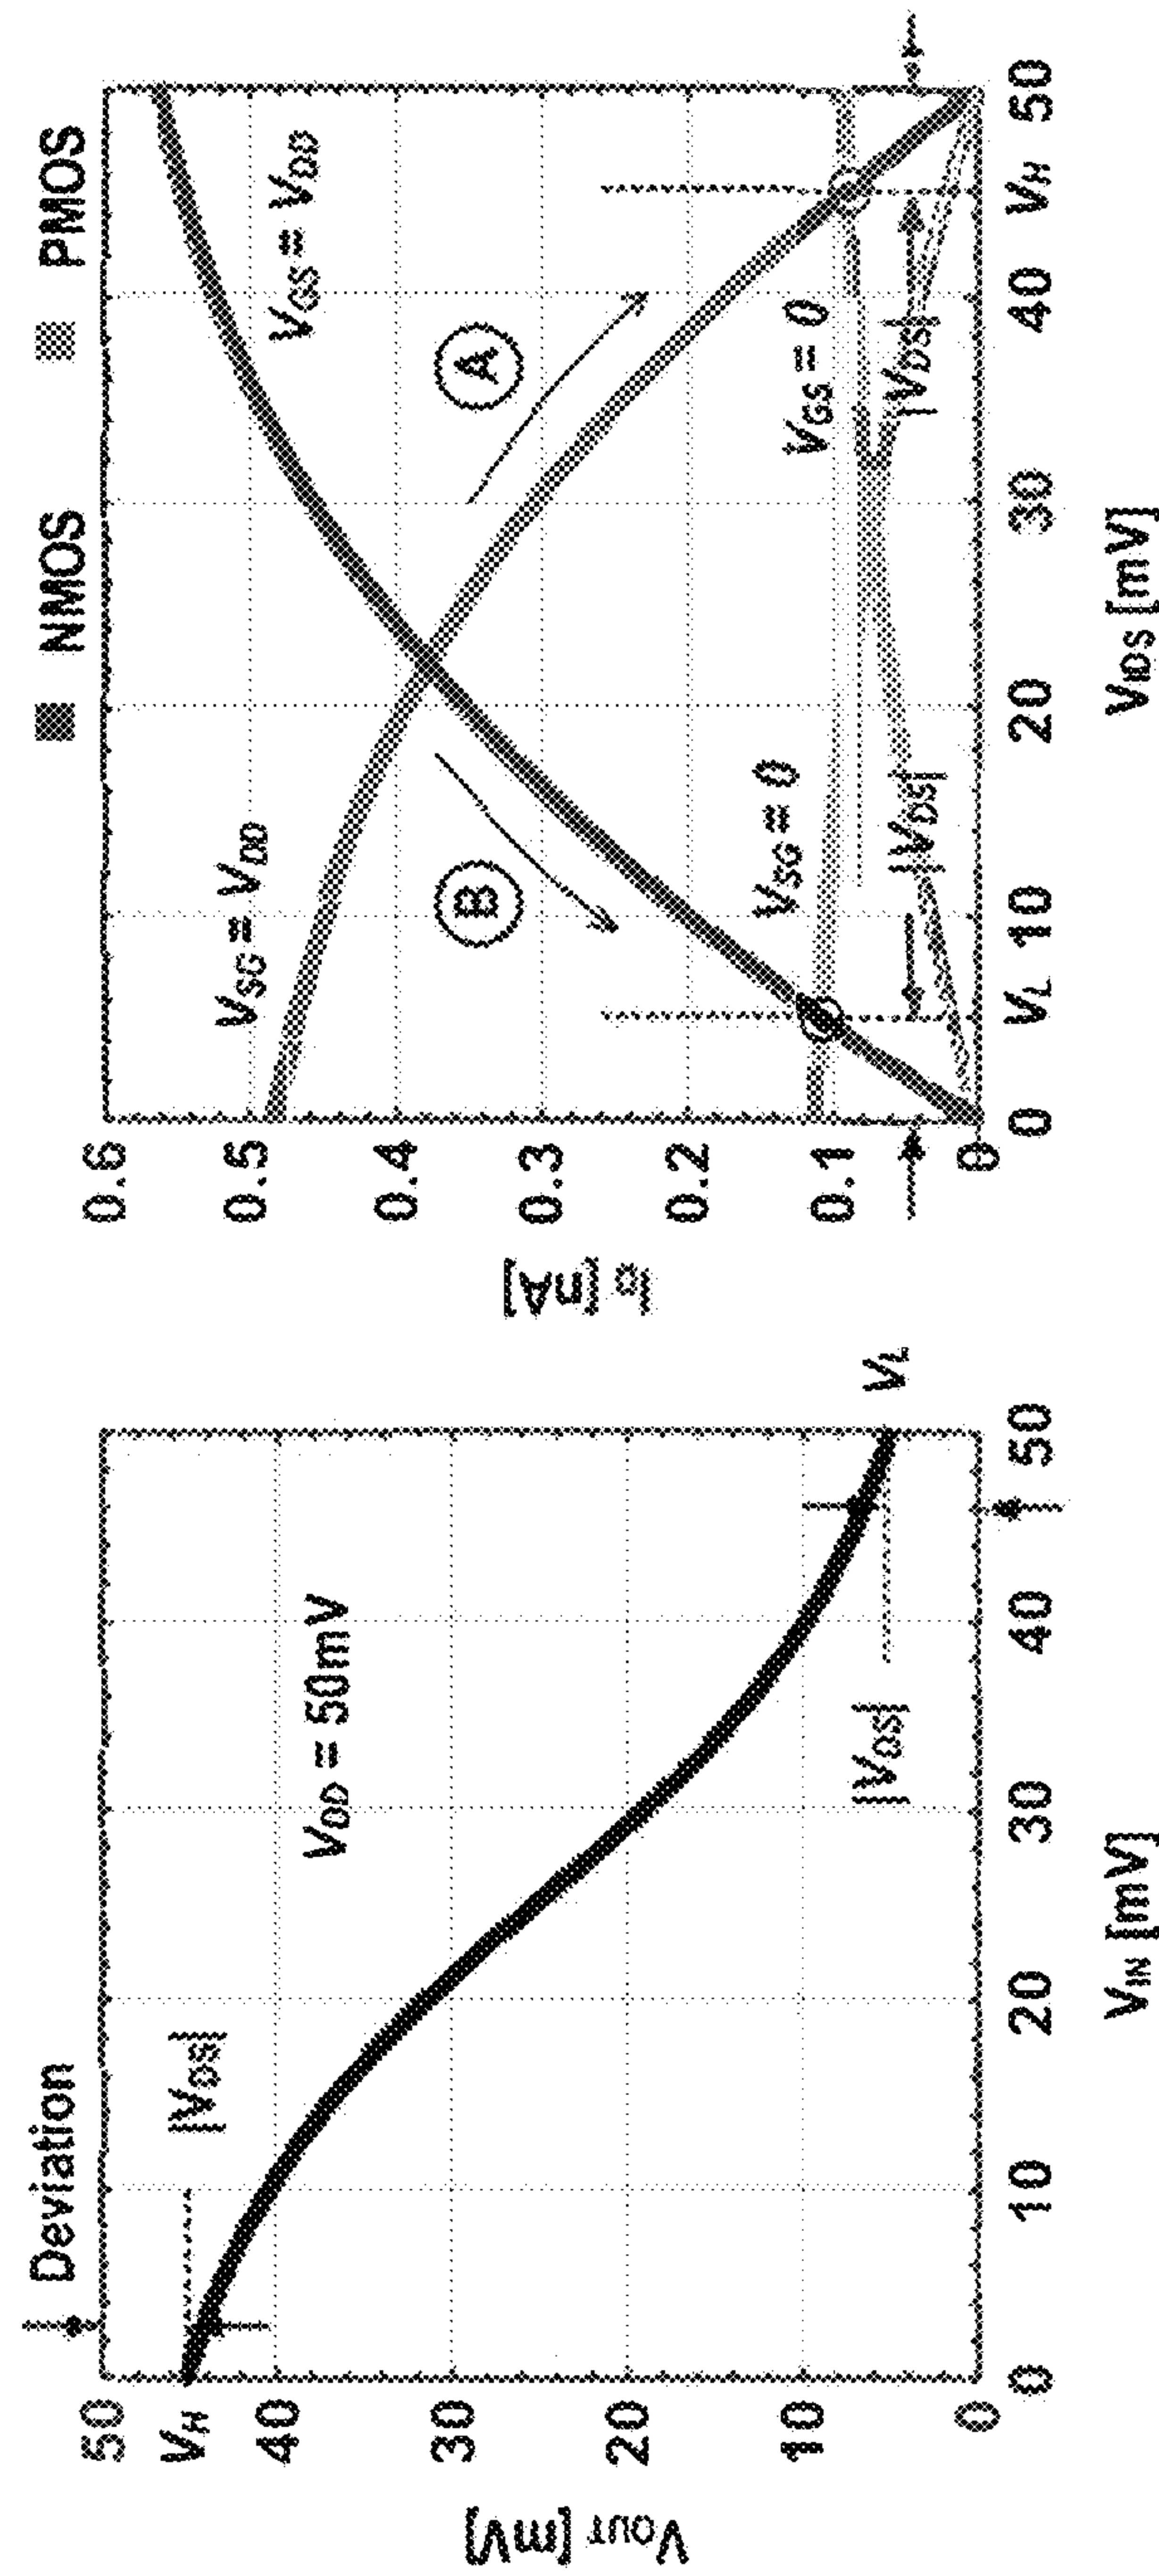 Deviation
50
V_H
40
30
20
10
0
V_OUT [mV]
|V_DS|
V_DD = 50mV
|V_DS|
V_L
0
10
20
30
40
50
V_IN [mV]
NMOS
PMOS
0.6
0.5
0.4
0.3
0.2
0.1
0
I_D [nA]
V_SG = V_DD
V_GS = V_DD
B
A
V_SG = 0
V_GS = 0
|V_DS|
|V_DS|
0
V_L
10
20
30
40
V_H
50
V_IDS [mV]